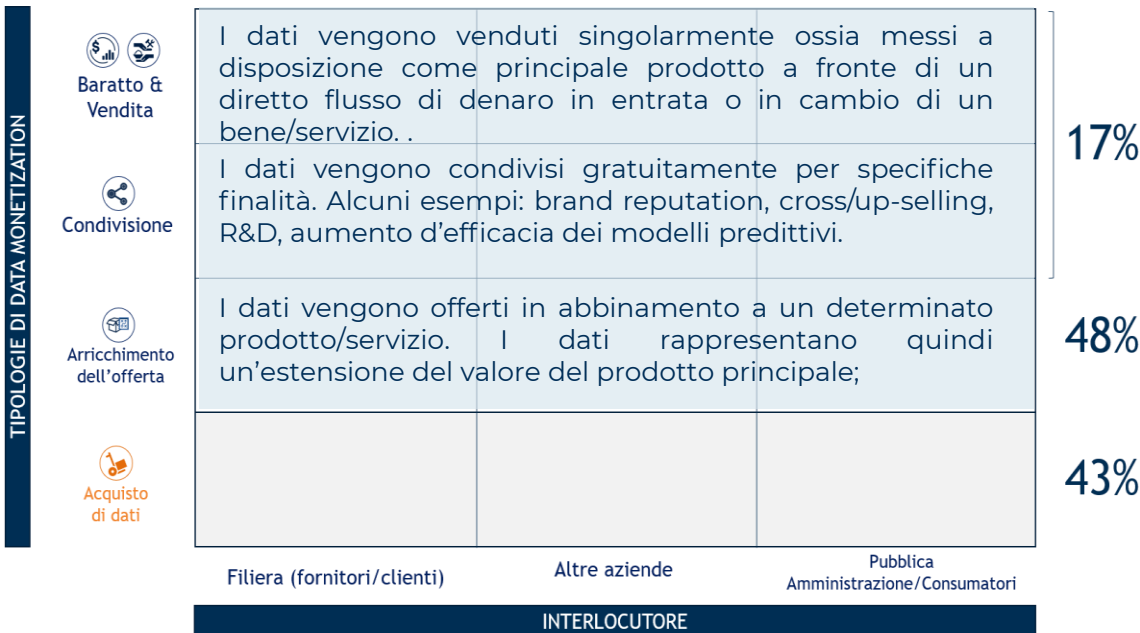 TIPOLOGIE DI DATA MONETIZATION
$
Baratto &
Vendita
I dati vengono venduti singolarmente ossia messi a
disposizione come principale prodotto a fronte di un
diretto flusso di denaro in entrata o in cambio di un
bene/servizio. .
17%
Condivisione
I dati vengono condivisi gratuitamente per specifiche
finalità. Alcuni esempi: brand reputation, cross/up-selling,
R&D, aumento d’efficacia dei modelli predittivi.
Arricchimento
dell’offerta
I dati vengono offerti in abbinamento a un determinato
prodotto/servizio. I dati rappresentano quindi
un’estensione del valore del prodotto principale;
48%
Acquisto
di dati
43%
Filiera (fornitori/clienti)
Altre aziende
Pubblica
Amministrazione/Consumatori
INTERLOCUTORE